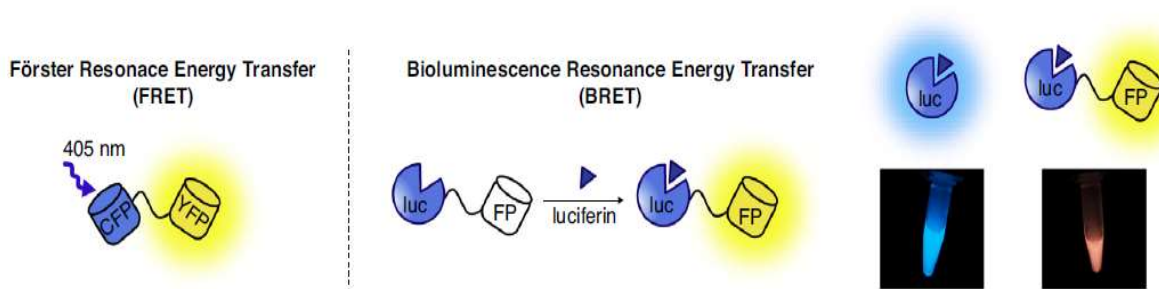 Förster Resonace Energy Transfer
(FRET)
405 nm
CFP
YFP
Bioluminescence Resonance Energy Transfer
(BRET)
luc
FP
luciferin
luc
FP
luc
luc
FP